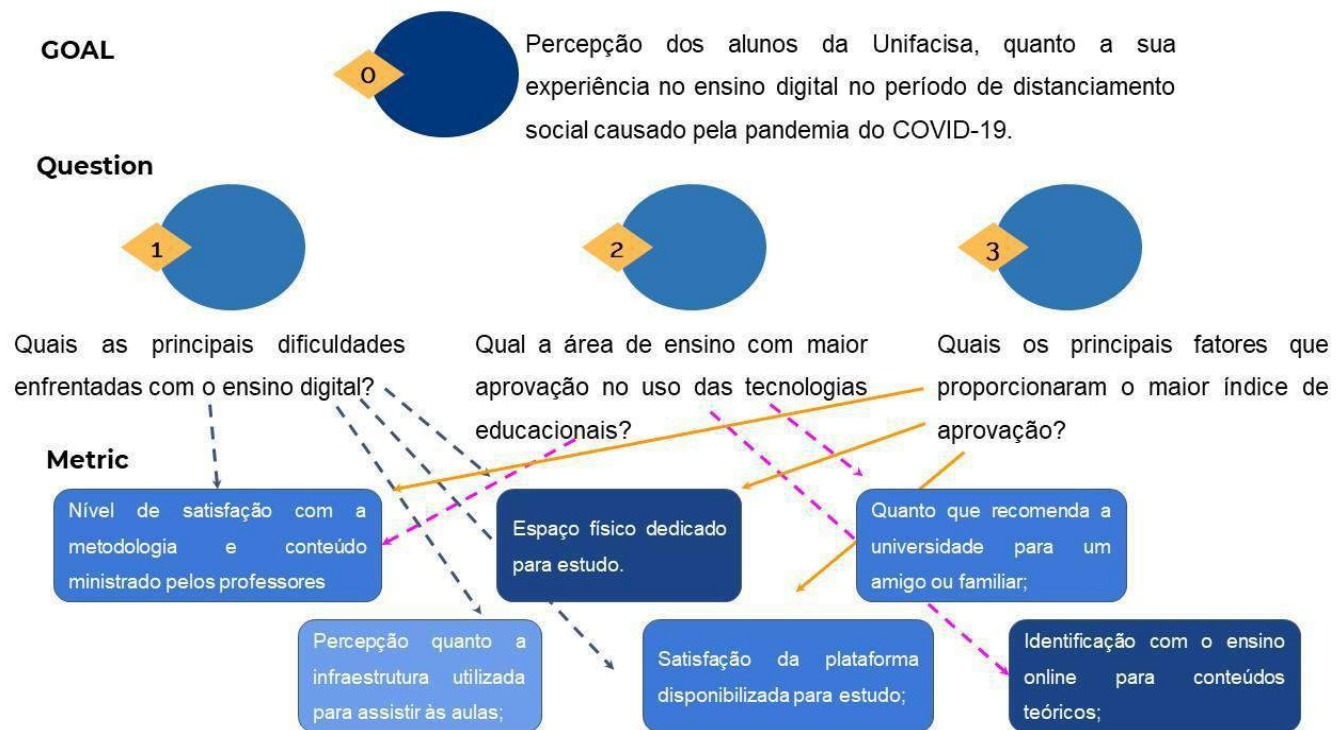 GOAL
0
Percepção dos alunos da Unifacisa, quanto a sua
experiência no ensino digital no período de distanciamento
social causado pela pandemia do COVID-19.
Question
1
2
3
Quais as principais dificuldades
enfrentadas com o ensino digital?
Qual a área de ensino com maior
aprovação no uso das tecnologias
educacionais?
Quais os principais fatores que
proporcionaram o maior índice de
aprovação?
Metric
Nível de satisfação com a
metodologia e conteúdo
ministrado pelos professores
Espaço físico dedicado
para estudo.
Quanto que recomenda a
universidade para um
amigo ou familiar;
Percepção quanto a
infraestrutura utilizada
para assistir às aulas;
Satisfação da plataforma
disponibilizada para estudo;
Identificação com o ensino
online para conteúdos
teóricos;